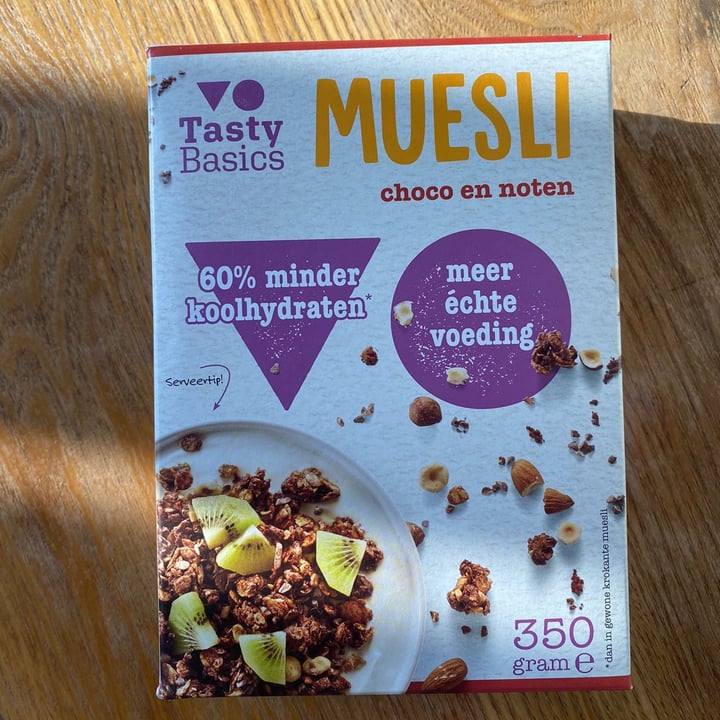 Tasty
Basics
MUESLI
choco en noten
60% minder
koolhydraten*
meer
échte
voeding
Serveertip!
350
gram e
* dan in gewone krokante muesli